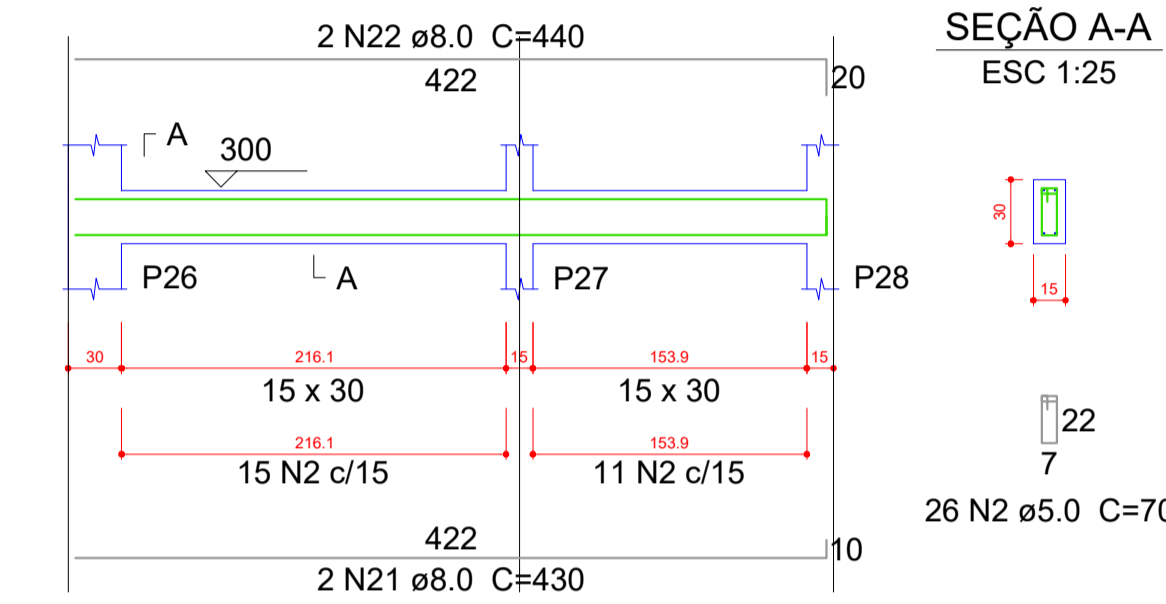 2 N22 ø8.0 C=440
422
20
SEÇÃO A-A
ESC 1:25
A
300
30
15
P26
A
P27
P28
30
216.1
15
153.9
15
15 x 30
15 x 30
216.1
153.9
15 N2 c/15
11 N2 c/15
22
7
26 N2 ø5.0 C=70
422
10
2 N21 ø8.0 C=430